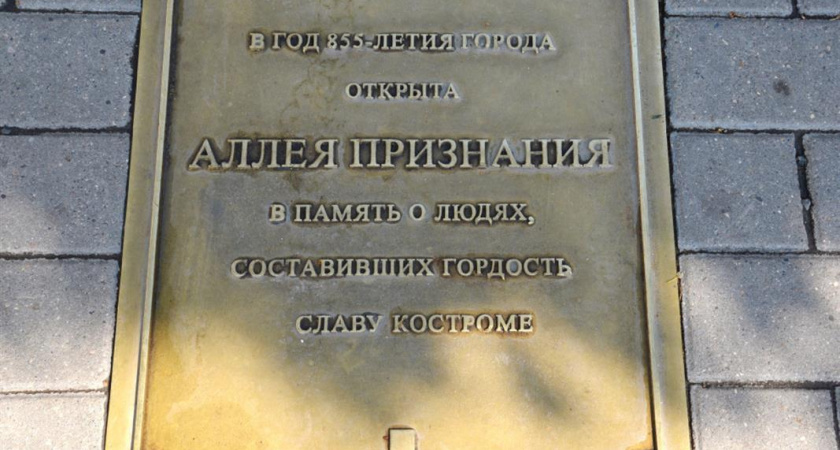 В ГОД 855-ЛЕТИЯ ГОРОДА
ОТКРЫТА
АЛЛЕЯ ПРИЗНАНИЯ
В ПАМЯТЬ О ЛЮДЯХ,
СОСТАВИВШИХ ГОРДОСТЬ
СЛАВУ КОСТРОМЕ